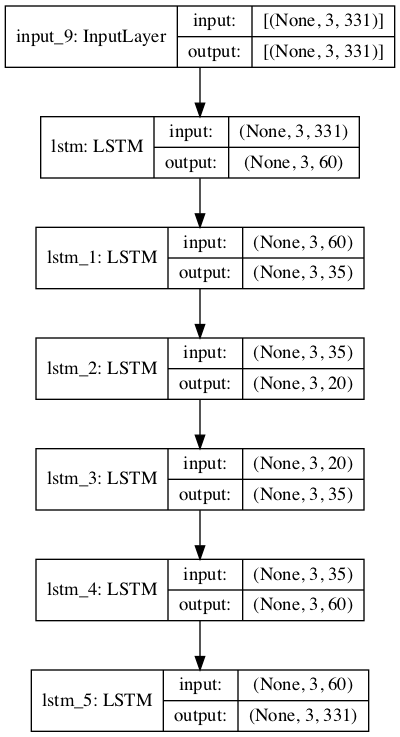 input_9: InputLayer input: [(None, 3, 331)]
output: [(None, 3, 331)]
lstm: LSTM input: (None, 3, 331)
output: (None, 3, 60)
lstm_1: LSTM input: (None, 3, 60)
output: (None, 3, 35)
lstm_2: LSTM input: (None, 3, 35)
output: (None, 3, 20)
lstm_3: LSTM input: (None, 3, 20)
output: (None, 3, 35)
lstm_4: LSTM input: (None, 3, 35)
output: (None, 3, 60)
lstm_5: LSTM input: (None, 3, 60)
output: (None, 3, 331)